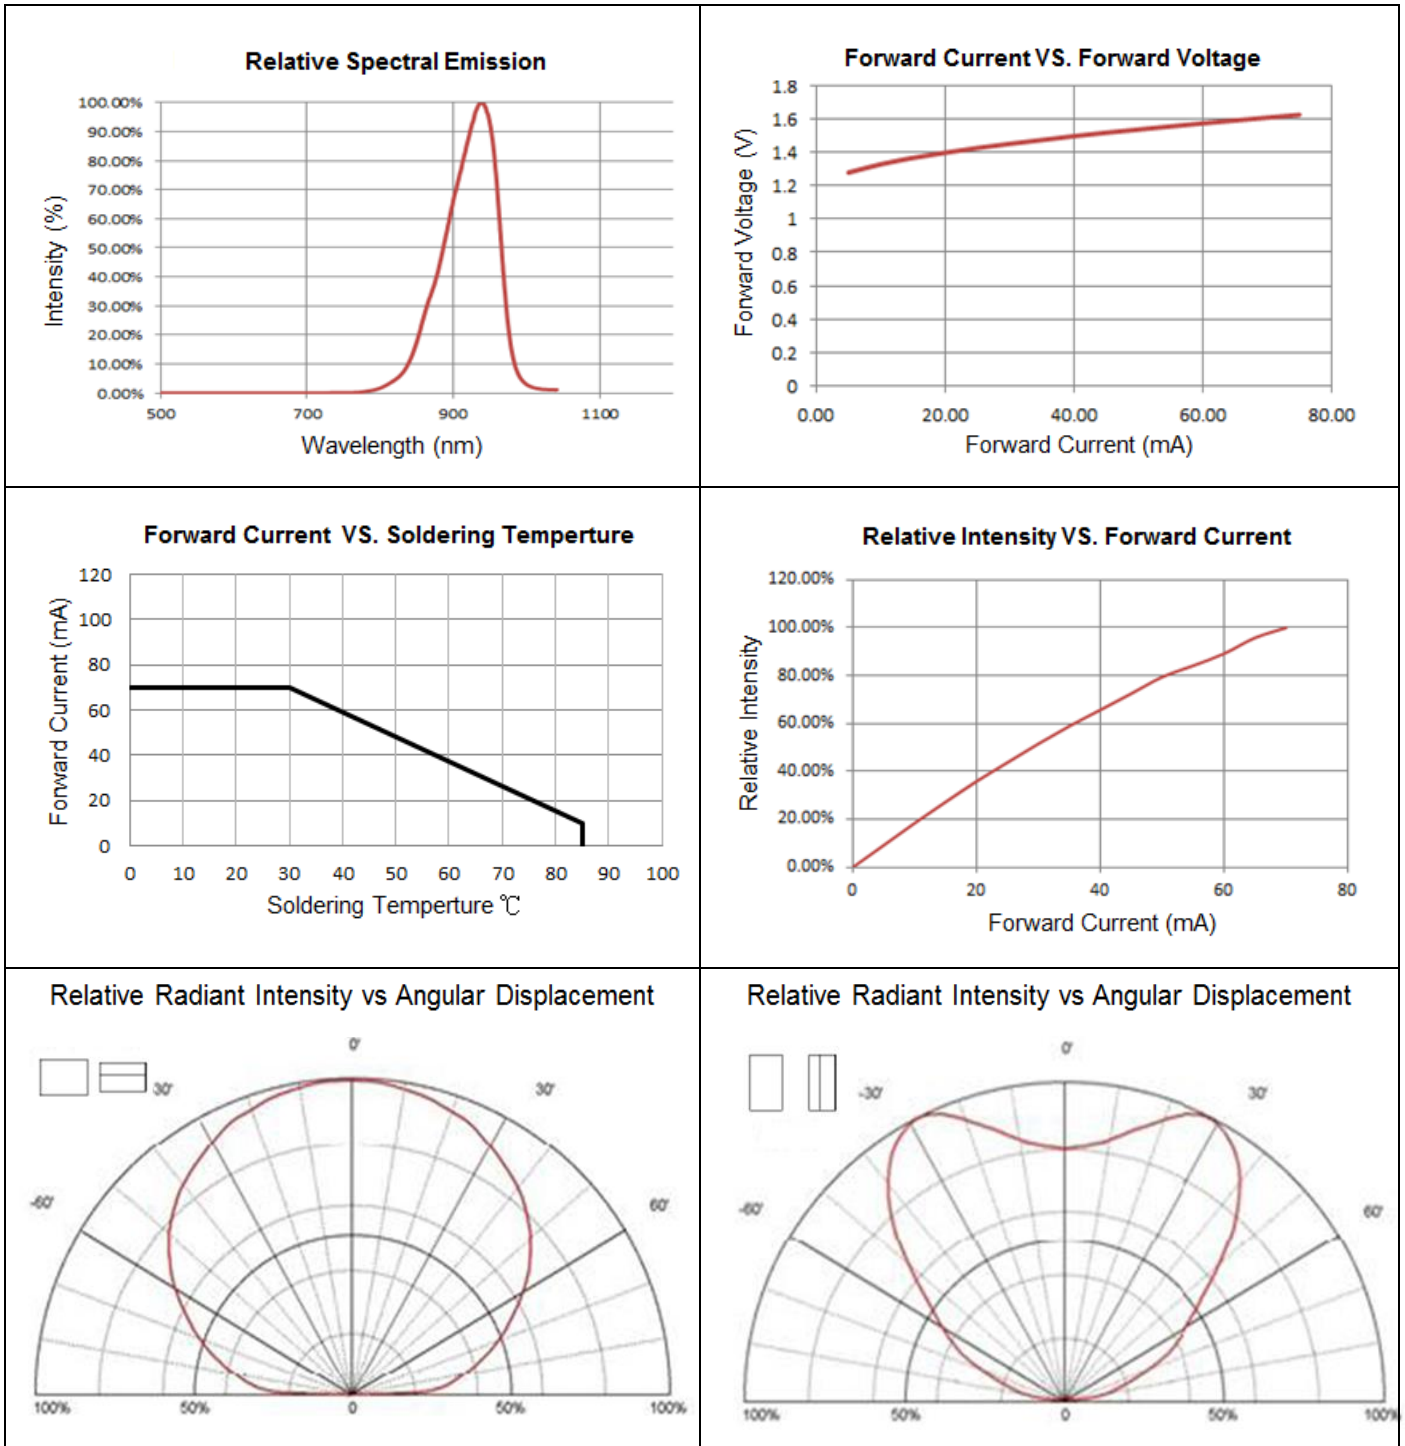 Relative Spectral Emission
100.00%
90.00%
80.00%
70.00%
60.00%
50.00%
40.00%
30.00%
20.00%
10.00%
0.00%
Intensity (%)
500 700 900 1100
Wavelength (nm)
Forward Current VS. Forward Voltage
1.8
1.6
1.4
1.2
1
0.8
0.6
0.4
0.2
0
Forward Voltage (V)
0.00 20.00 40.00 60.00 80.00
Forward Current (mA)
Forward Current VS. Soldering Temperture
120
100
80
60
40
20
0
Forward Current (mA)
0 10 20 30 40 50 60 70 80 90 100
Soldering Temperture ℃
Relative Intensity VS. Forward Current
120.00%
100.00%
80.00%
60.00%
40.00%
20.00%
0.00%
Relative Intensity
0 20 40 60 80
Forward Current (mA)
Relative Radiant Intensity vs Angular Displacement
0'
30' 30'
-60' 60'
100% 50% 0 50% 100%
Relative Radiant Intensity vs Angular Displacement
0'
-30' 30'
-60' 60'
100% 50% 0 50% 100%